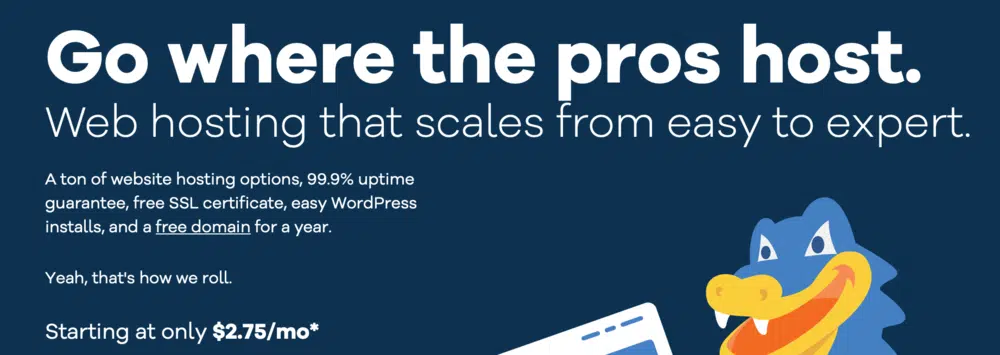 Go where the pros host.
Web hosting that scales from easy to expert.
A ton of website hosting options, 99.9% uptime
guarantee, free SSL certificate, easy WordPress
installs, and a free domain for a year.
Yeah, that's how we roll.
Starting at only $2.75/mo*